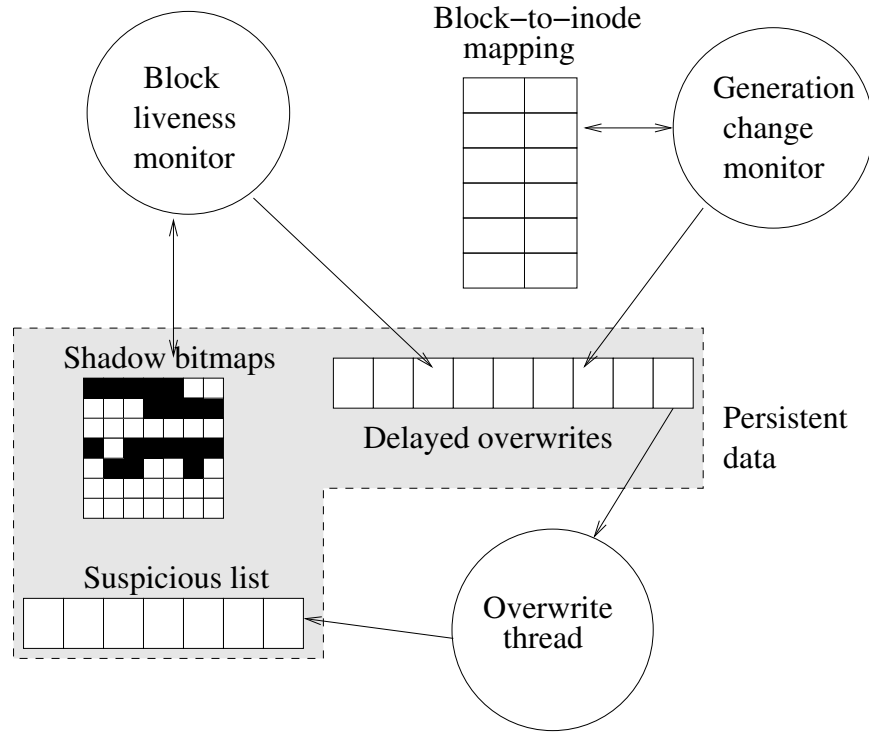 Block−to−inode
mapping
Block
liveness
monitor
Generation
change
monitor
Shadow bitmaps
Delayed overwrites
Persistent
data
Suspicious list
Overwrite
thread